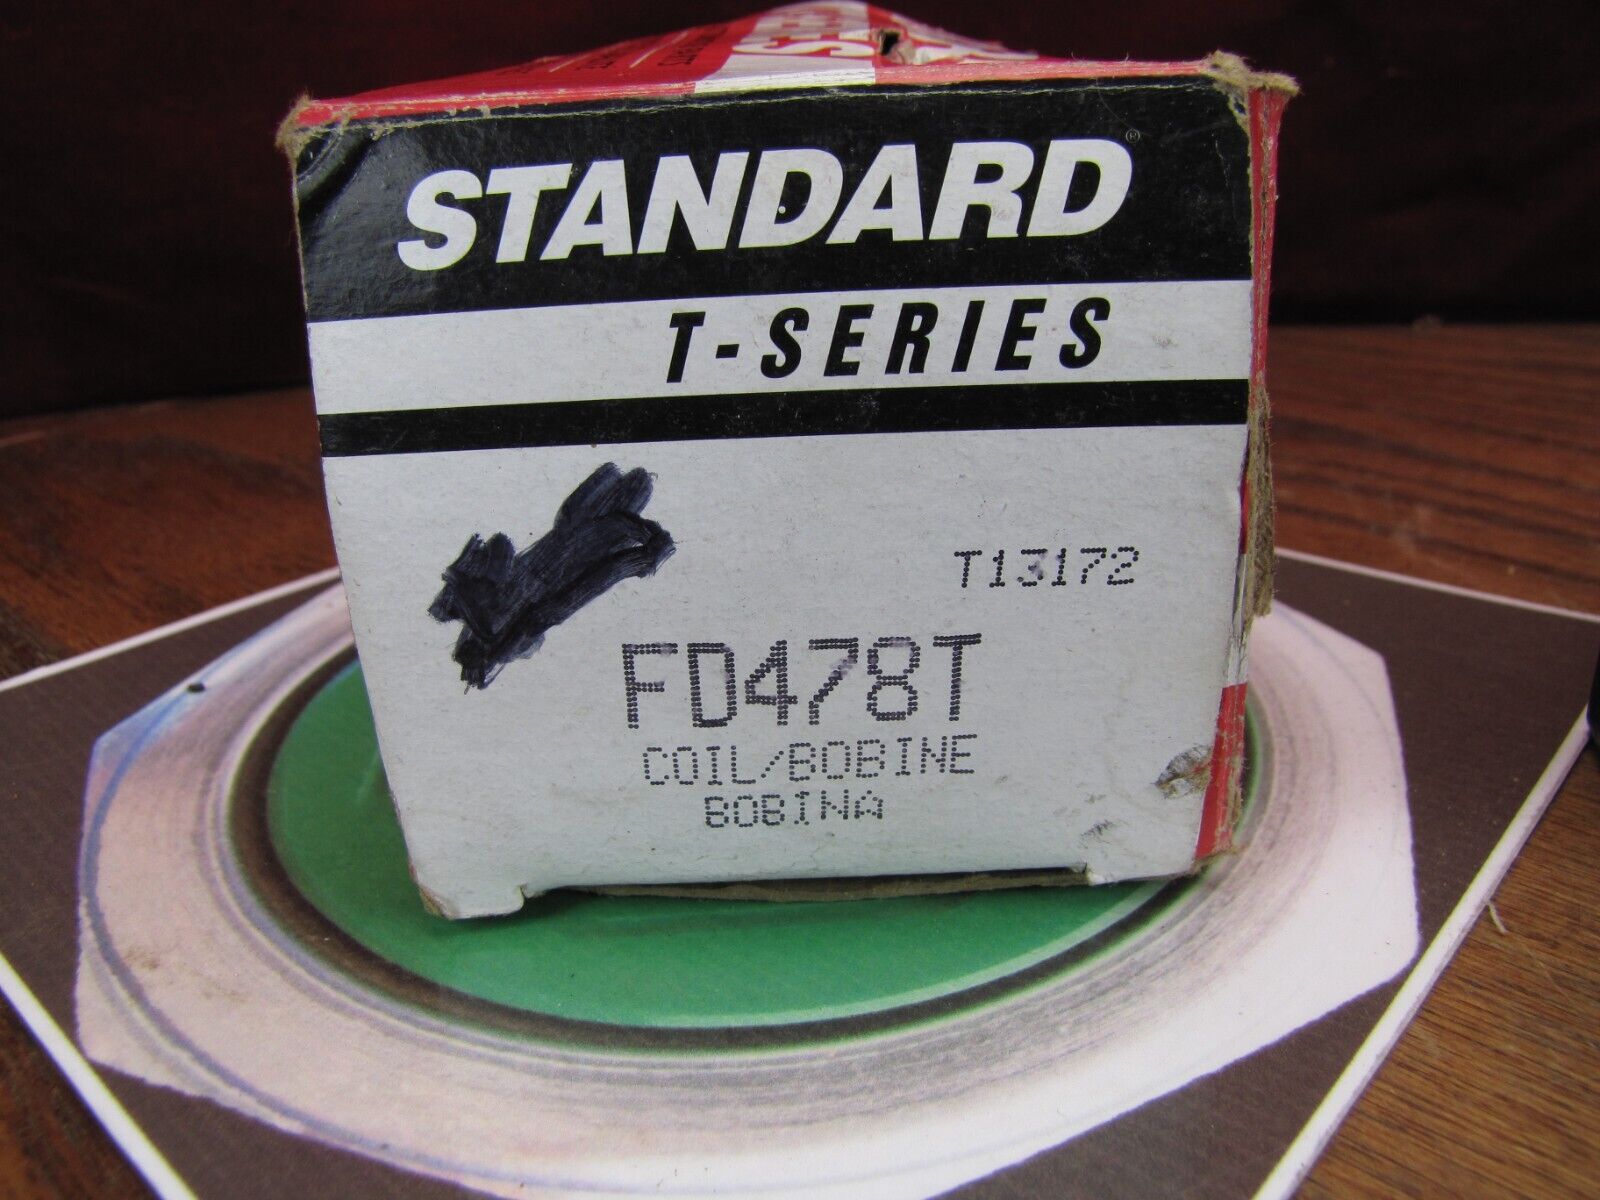 STANDARD®
T-SERIES
T13172
FD478T
COIL/BOBINE
BOBINA